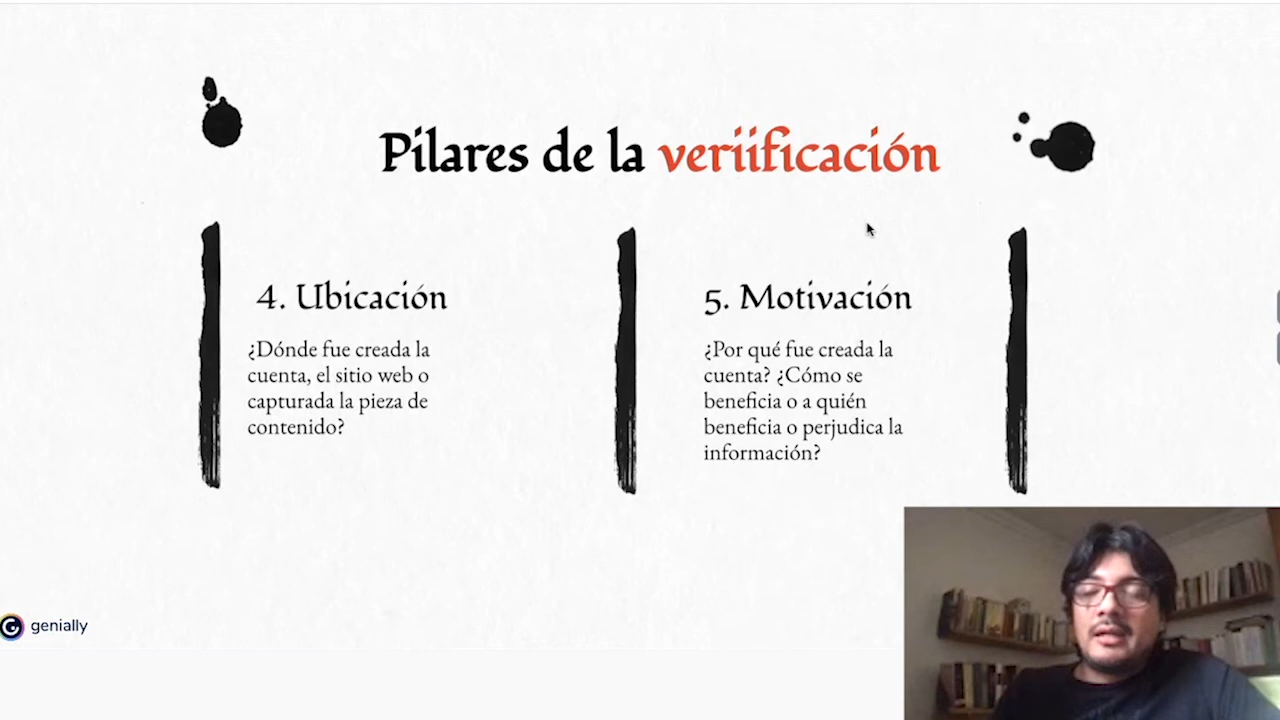 Pilares de la veriificación
4. Ubicación
¿Dónde fue creada la
cuenta, el sitio web o
capturada la pieza de
contenido?
5. Motivación
¿Por qué fue creada la
cuenta? ¿Cómo se
beneficia o a quién
beneficia o perjudica la
información?
genially